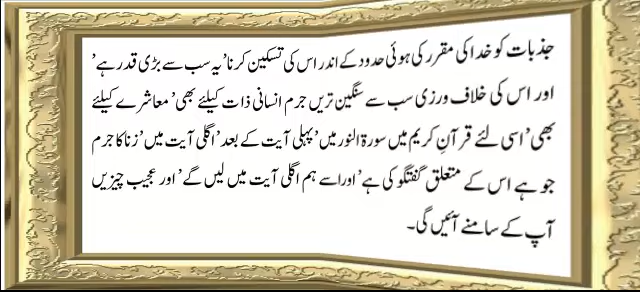 جذبات کو خدا کی مقرر کی ہوئی حدود کے اندر اس کی تسکین کرنا’ یہ سب سے بڑی قدر ہے’
اور اس کی خلاف ورزی سب سے سنگین تریں جرم انسانی ذات کیلئے بھی’ معاشرے کیلئے
بھی’ اسی لئے قرآنِ کریم میں سورۃ النور میں’ پہلی آیت کے بعد’ اگلی آیت میں’ زنا کا جرم
جو ہے اس کے متعلق گفتگو کی ہے’ اور اسے ہم اگلی آیت میں لیں گے’ اور عجیب چیزیں
آپ کے سامنے آئیں گی۔